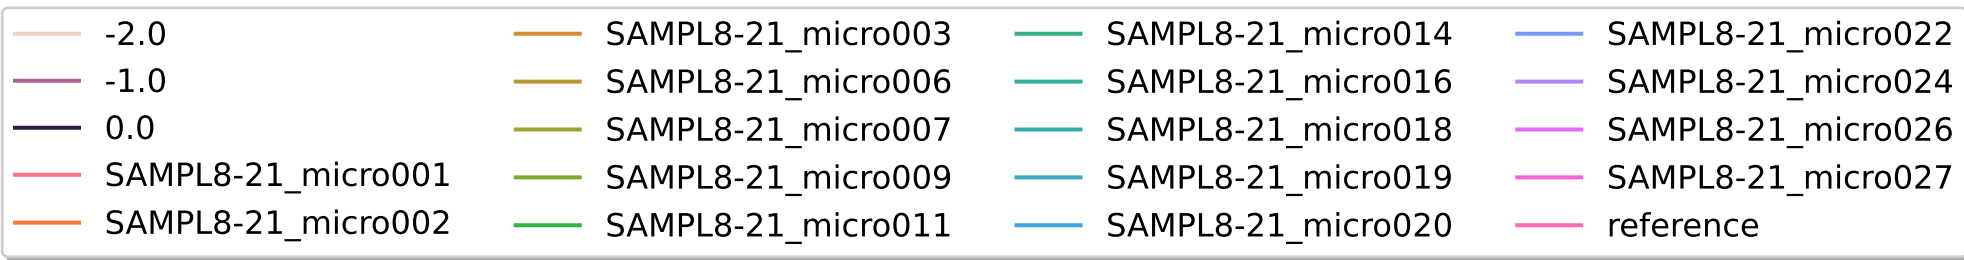 -2.0
-1.0
0.0
SAMPL8-21_micro001
SAMPL8-21_micro002
SAMPL8-21_micro003
SAMPL8-21_micro006
SAMPL8-21_micro007
SAMPL8-21_micro009
SAMPL8-21_micro011
SAMPL8-21_micro014
SAMPL8-21_micro016
SAMPL8-21_micro018
SAMPL8-21_micro019
SAMPL8-21_micro020
SAMPL8-21_micro022
SAMPL8-21_micro024
SAMPL8-21_micro026
SAMPL8-21_micro027
reference